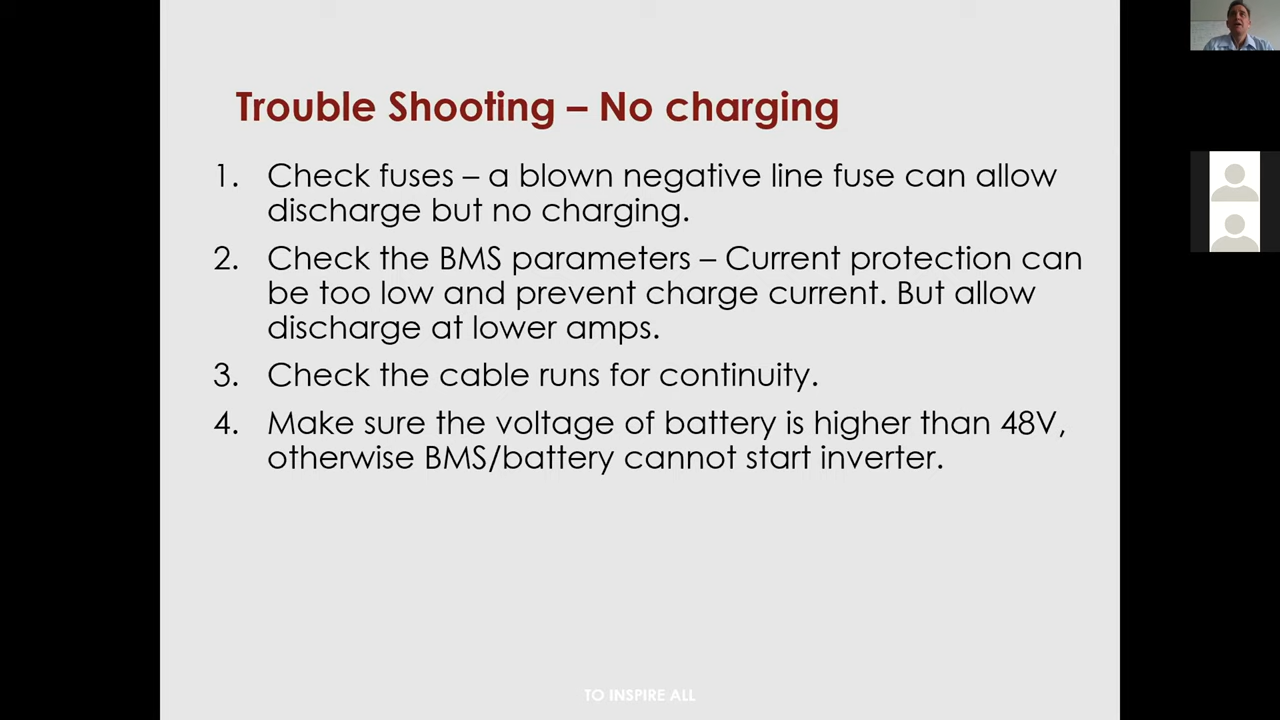 Trouble Shooting – No charging
1. Check fuses – a blown negative line fuse can allow
discharge but no charging.
2. Check the BMS parameters – Current protection can
be too low and prevent charge current. But allow
discharge at lower amps.
3. Check the cable runs for continuity.
4. Make sure the voltage of battery is higher than 48V,
otherwise BMS/battery cannot start inverter.
TO INSPIRE ALL